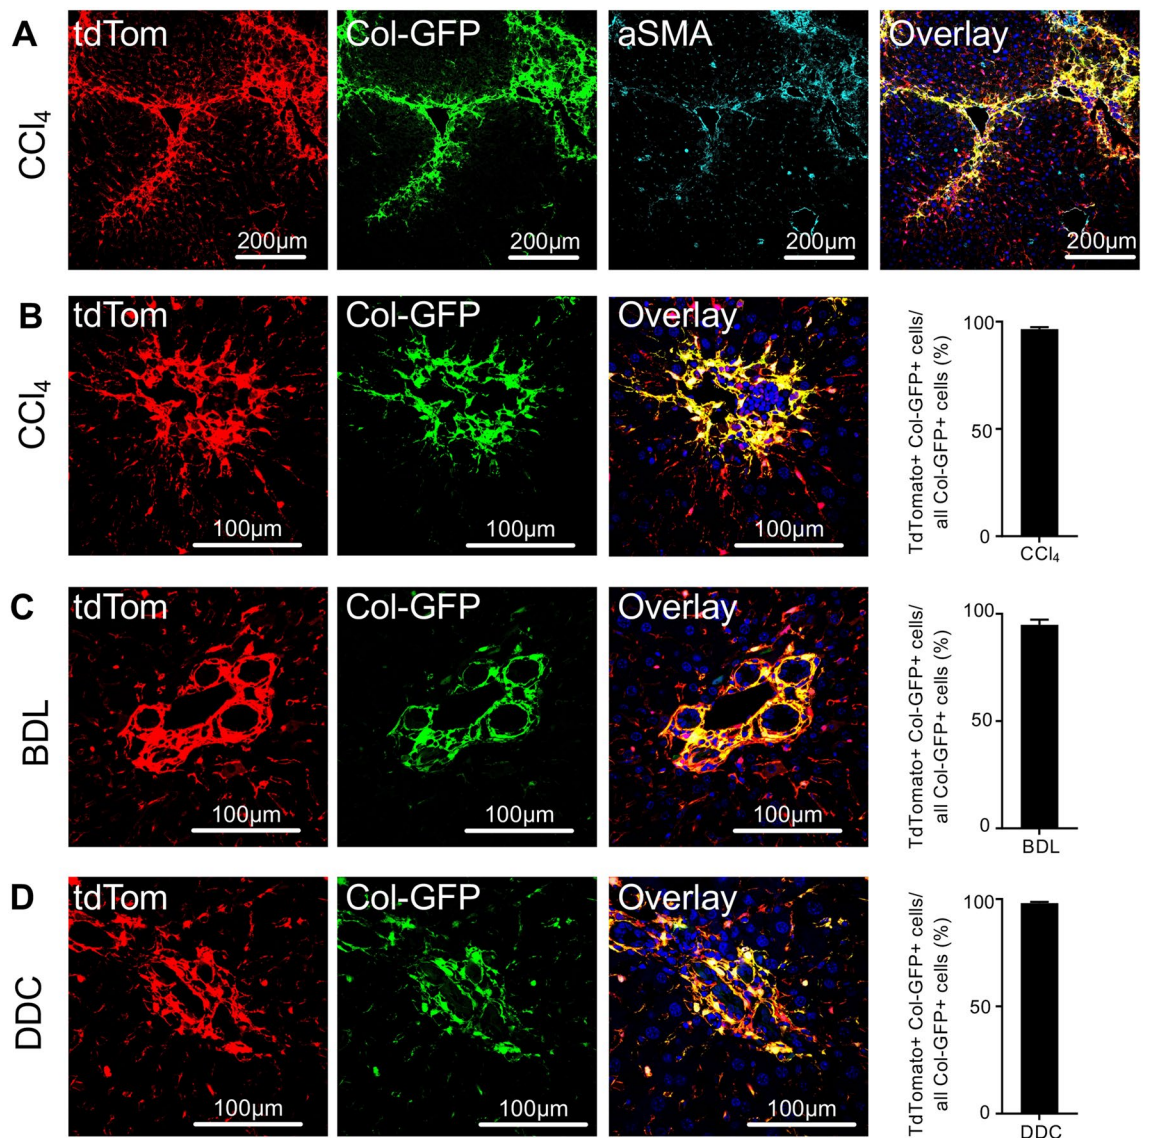 A
tdTom
Col-GFP
aSMA
Overlay
CCl₄
200µm
200µm
200µm
200µm
B
tdTom
Col-GFP
Overlay
CCl₄
100µm
100µm
100µm
TdTomato+ Col-GFP+ cells/
all Col-GFP+ cells (%)
100
50
0
CCl₄
C
tdTom
Col-GFP
Overlay
BDL
100µm
100µm
100µm
TdTomato+ Col-GFP+ cells/
all Col-GFP+ cells (%)
100
50
0
BDL
D
tdTom
Col-GFP
Overlay
DDC
100µm
100µm
100µm
TdTomato+ Col-GFP+ cells/
all Col-GFP+ cells (%)
100
50
0
DDC